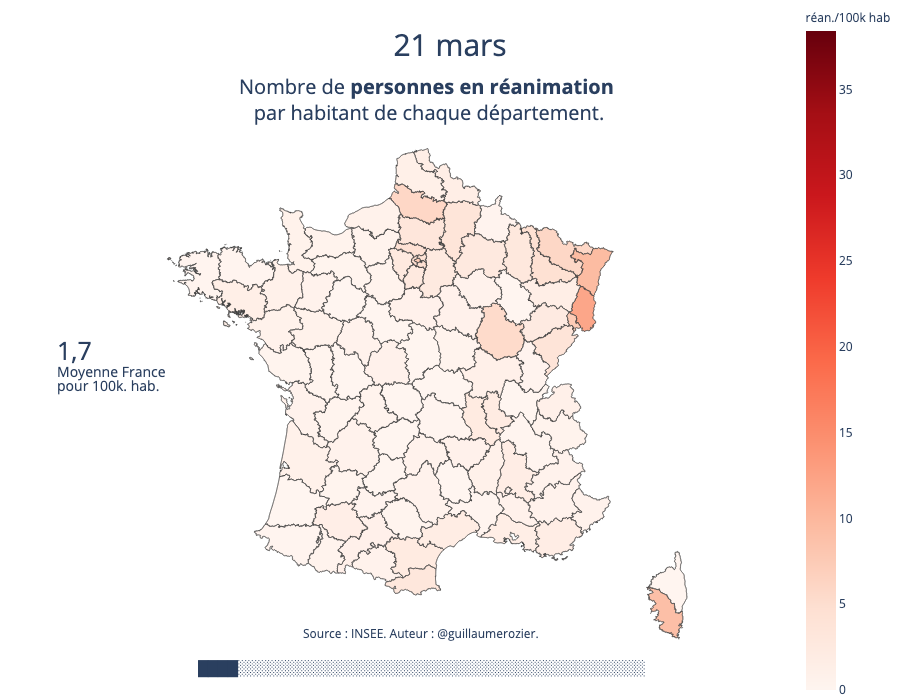 21 mars
Nombre de personnes en réanimation
par habitant de chaque département.
réan./100k hab
35
30
25
20
15
10
5
0
1,7
Moyenne France
pour 100k. hab.
Source : INSEE. Auteur : @guillaumerozier.